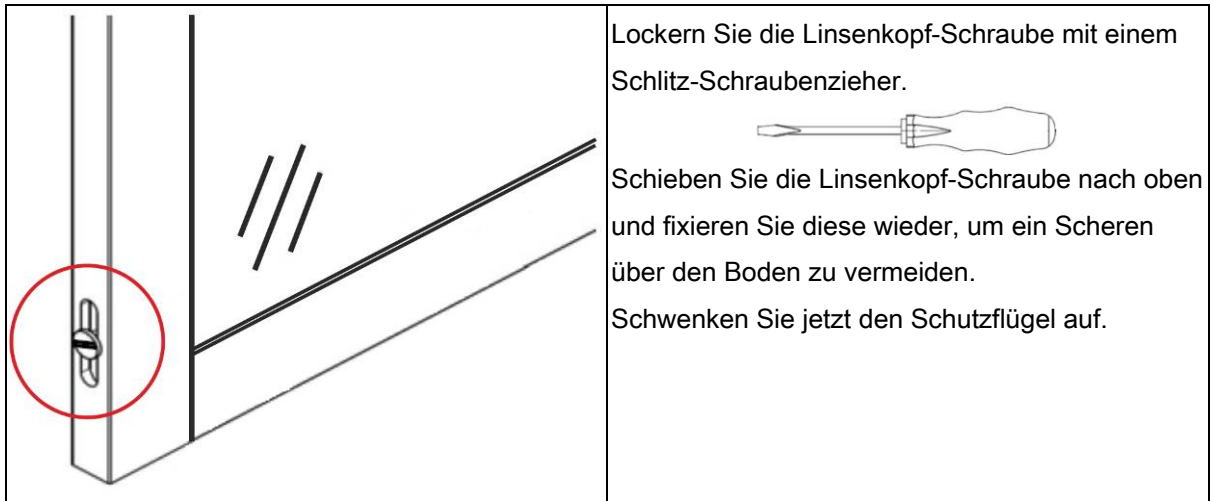 Lockern Sie die Linsenkopf-Schraube mit einem
Schlitz-Schraubenzieher.
Schieben Sie die Linsenkopf-Schraube nach oben
und fixieren Sie diese wieder, um ein Scheren
über den Boden zu vermeiden.
Schwenken Sie jetzt den Schutzflügel auf.